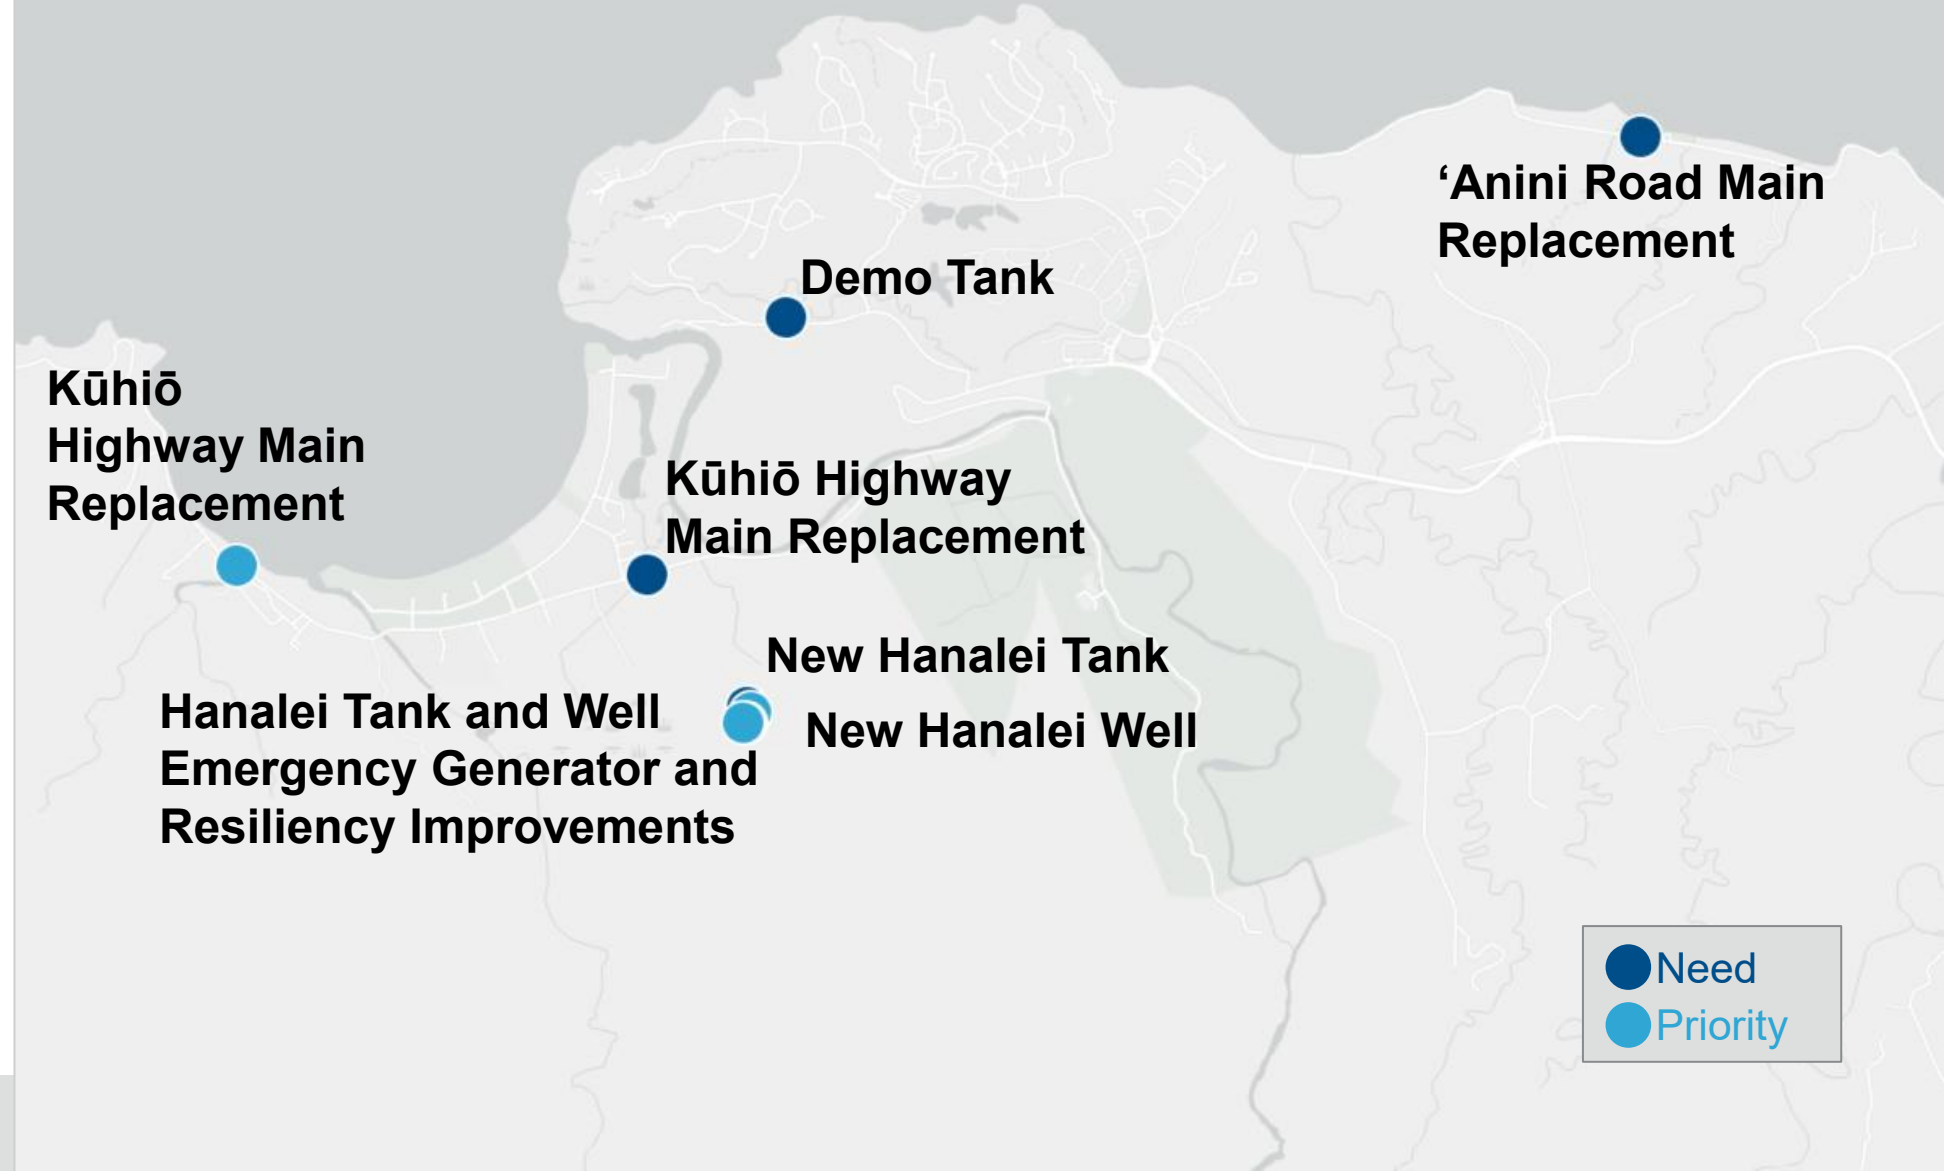 ‘Anini Road Main
Replacement
Demo Tank
Kūhiō
Highway Main
Replacement
Kūhiō Highway
Main Replacement
New Hanalei Tank
New Hanalei Well
Hanalei Tank and Well
Emergency Generator and
Resiliency Improvements
Need
Priority